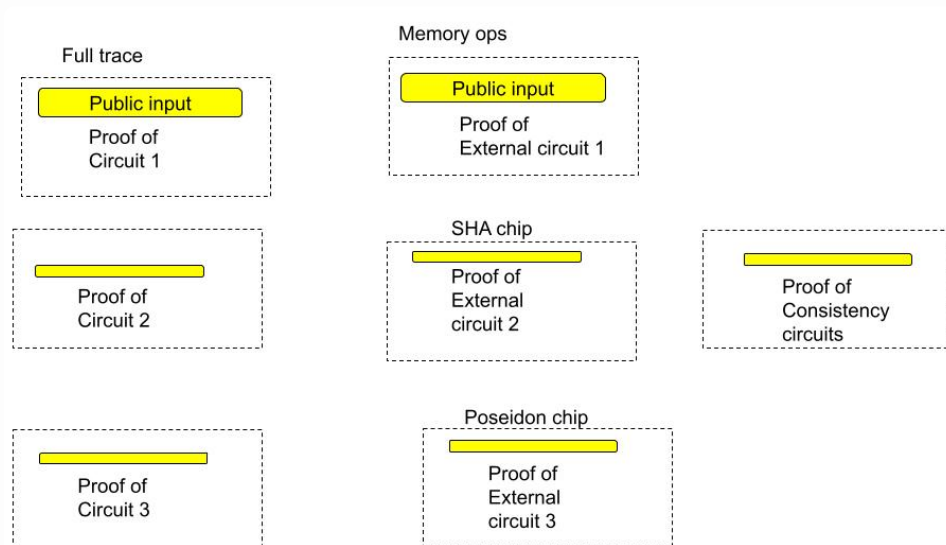 Full trace
Public input
Proof of
Circuit 1
Memory ops
Public input
Proof of
External circuit 1
Proof of
Circuit 2
SHA chip
Proof of
External
circuit 2
Proof of
Consistency
circuits
Proof of
Circuit 3
Poseidon chip
Proof of
External
circuit 3